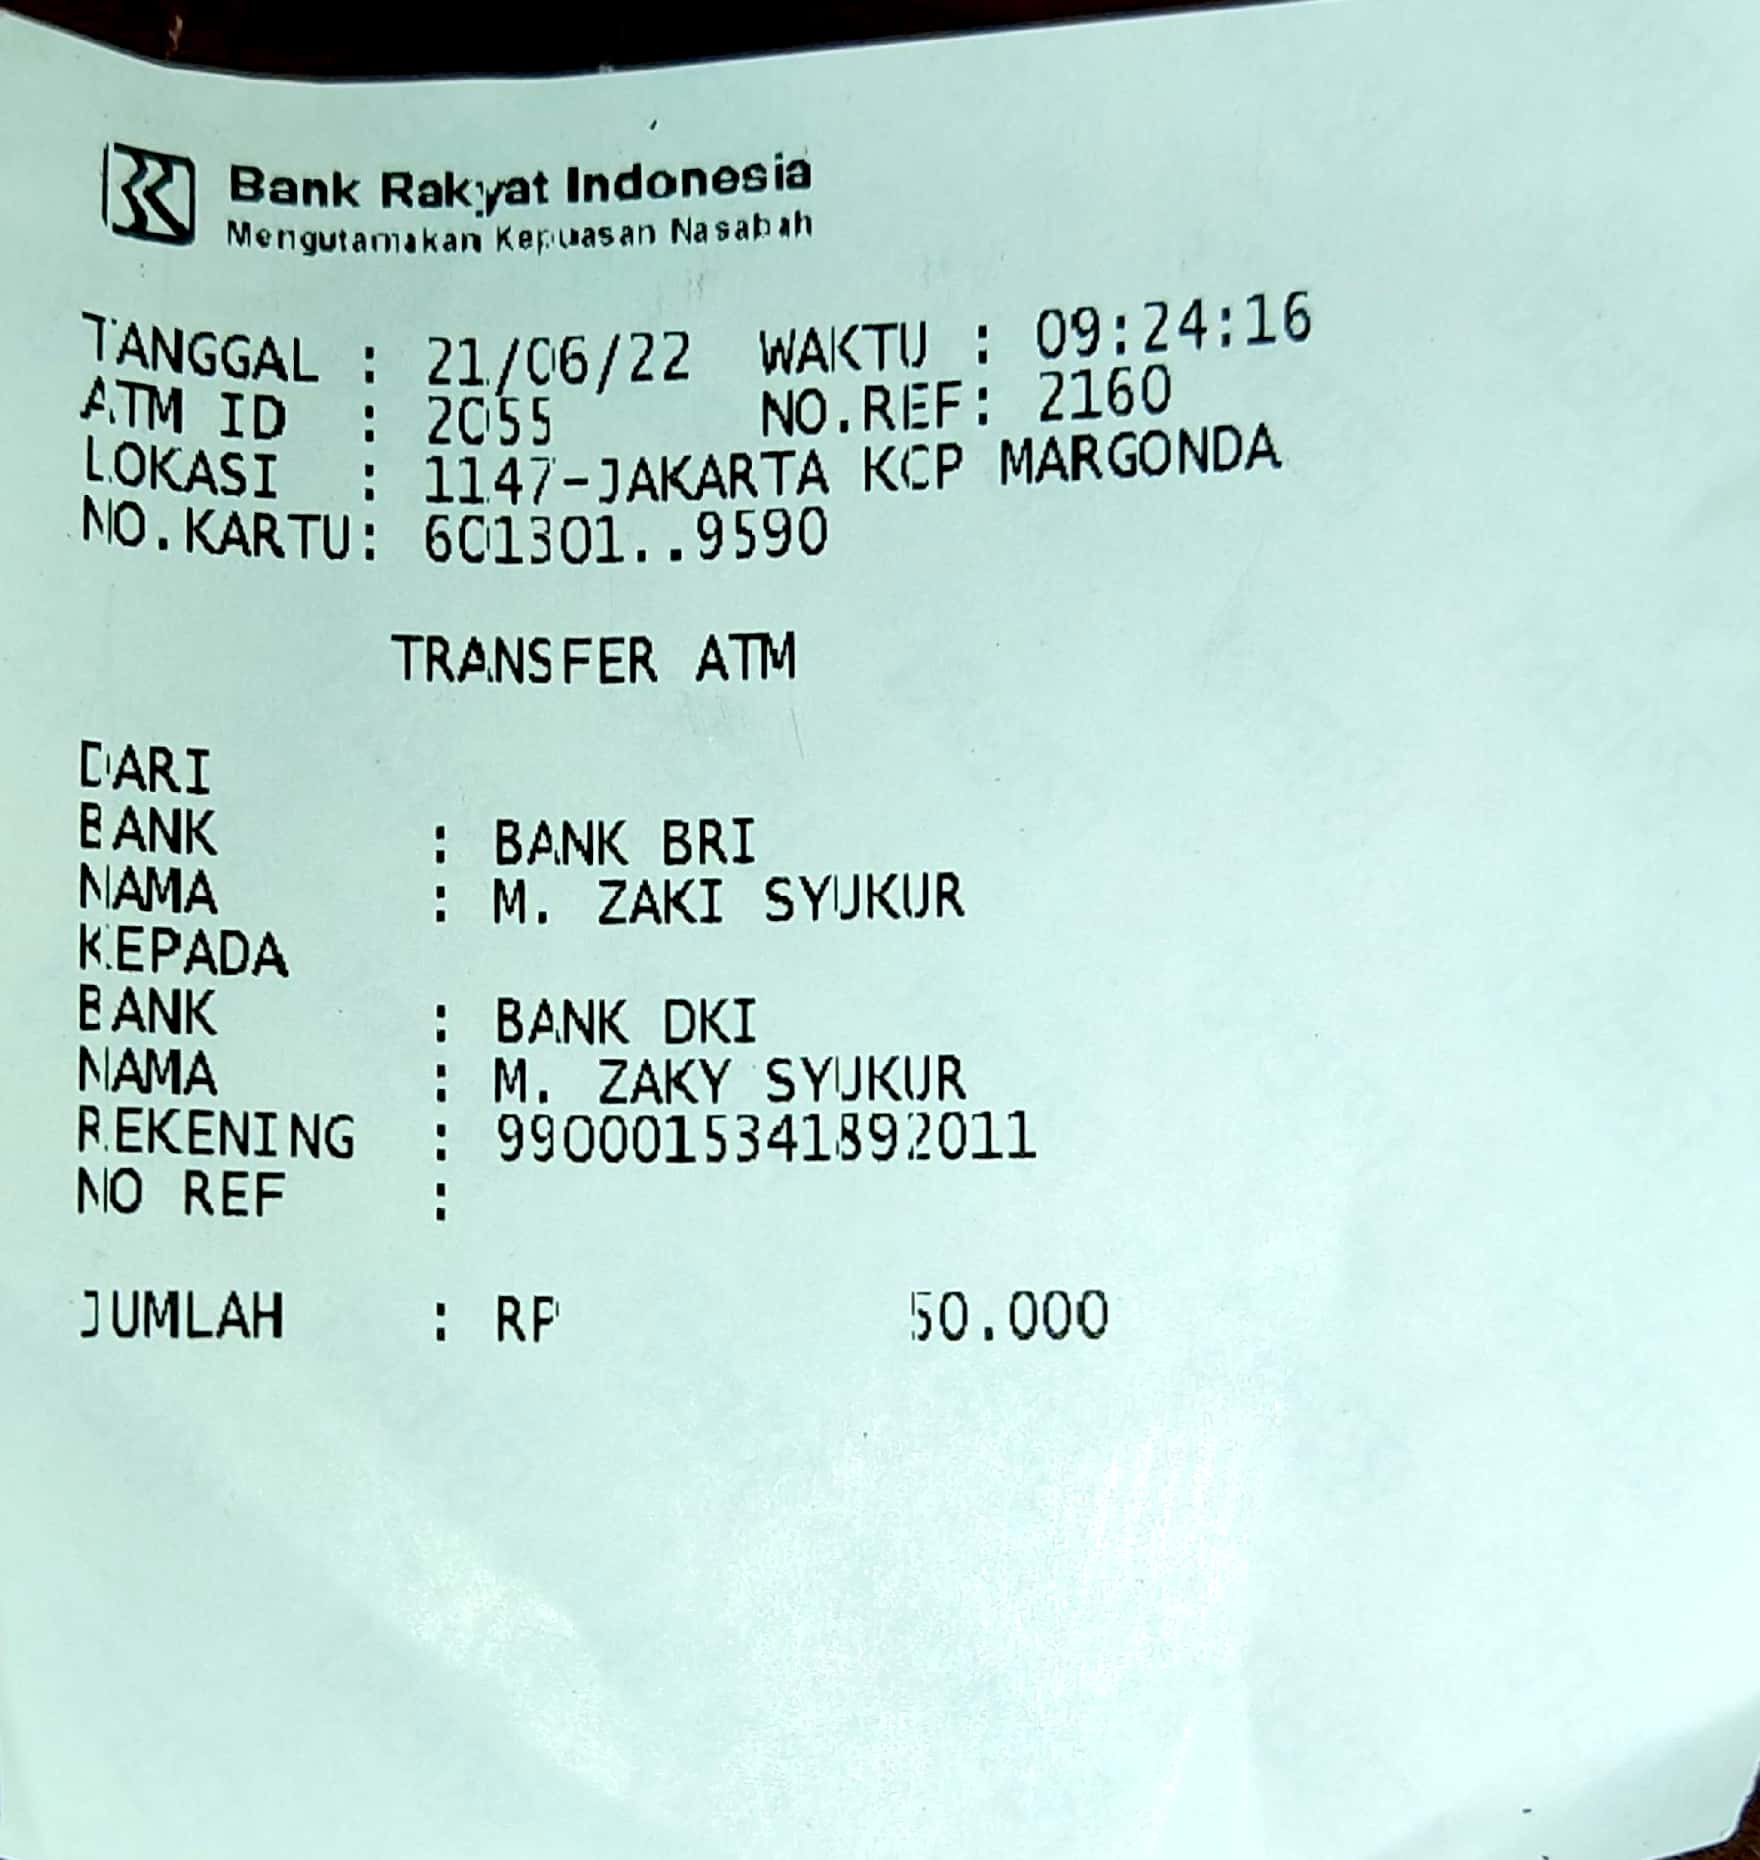 Bank Rakyat Indonesia
Mengutamakan Kepuasan Nasabah
TANGGAL : 21/06/22 WAKTU : 09:24:16
ATM ID : 2055 NO.REF: 2160
LOKASI : 1147-JAKARTA KCP MARGONDA
NO.KARTU: 601301..9590
TRANSFER ATM
DARI
BANK : BANK BRI
NAMA : M. ZAKI SYUKUR
KEPADA
BANK : BANK DKI
NAMA : M. ZAKY SYUKUR
REKENING : 9900015341892011
NO REF :
JUMLAH : RP 50.000